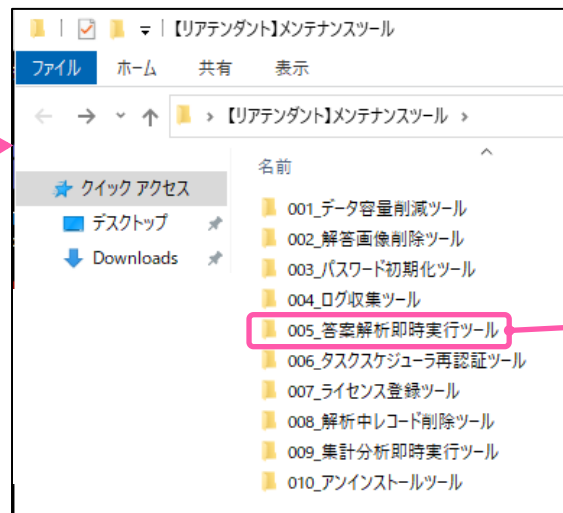 【リアテンダント】メンテナンスツール
ファイル ホーム 共有 表示
【リアテンダント】メンテナンスツール
名前
クイック アクセス
デスクトップ
Downloads
001_データ容量削減ツール
002_解答画像削除ツール
003_パスワード初期化ツール
004_ログ収集ツール
005_答案解析即時実行ツール
006_タスクスケジューラ再認証ツール
007_ライセンス登録ツール
008_解析中レコード削除ツール
009_集計分析即時実行ツール
010_アンインストールツール